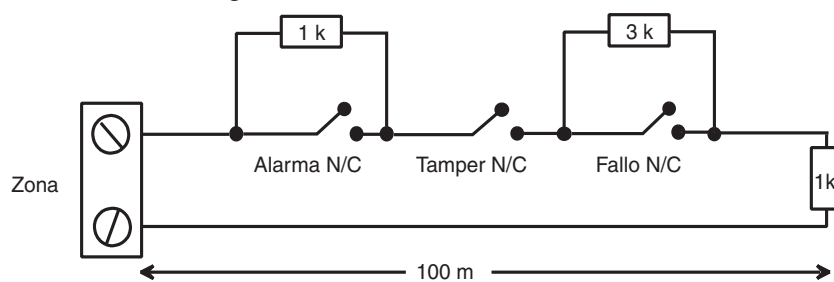 1 k
3 k
Alarma N/C
Tamper N/C
Fallo N/C
Zona
1k
100 m